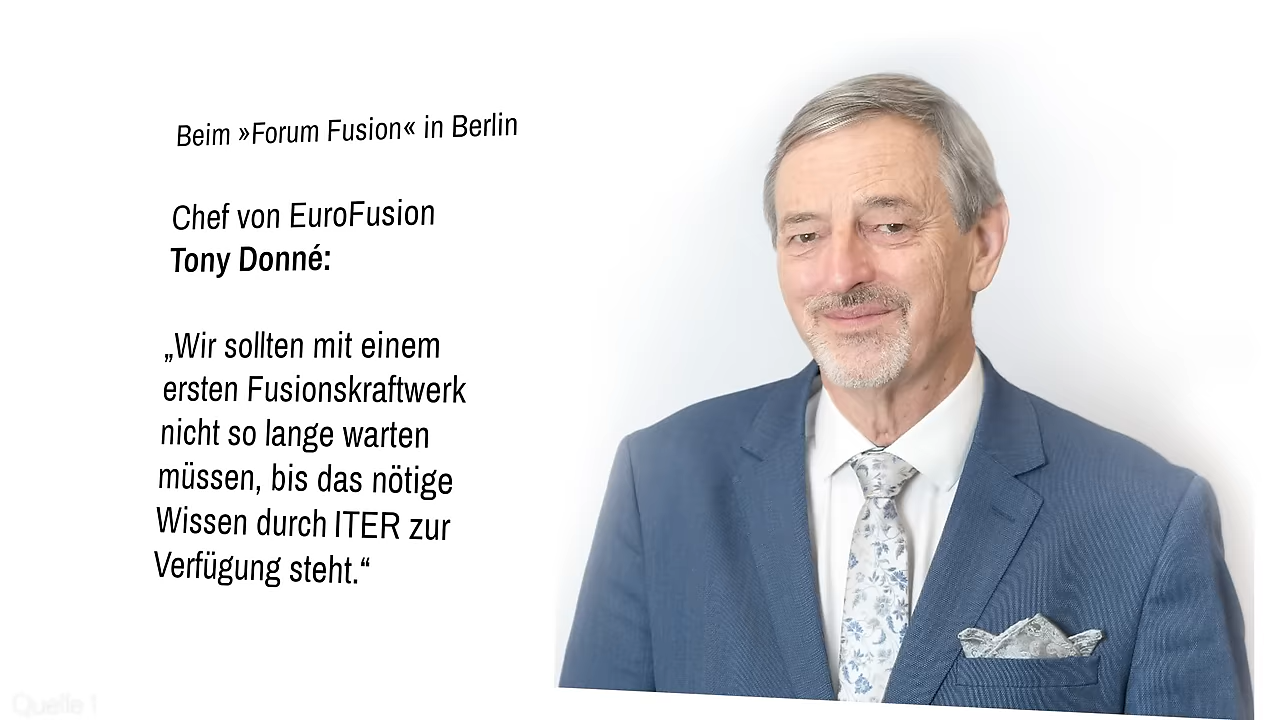 Beim »Forum Fusion« in Berlin
Chef von EuroFusion
Tony Donné:
„Wir sollten mit einem
ersten Fusionskraftwerk
nicht so lange warten
müssen, bis das nötige
Wissen durch ITER zur
Verfügung steht.“
Quelle 1